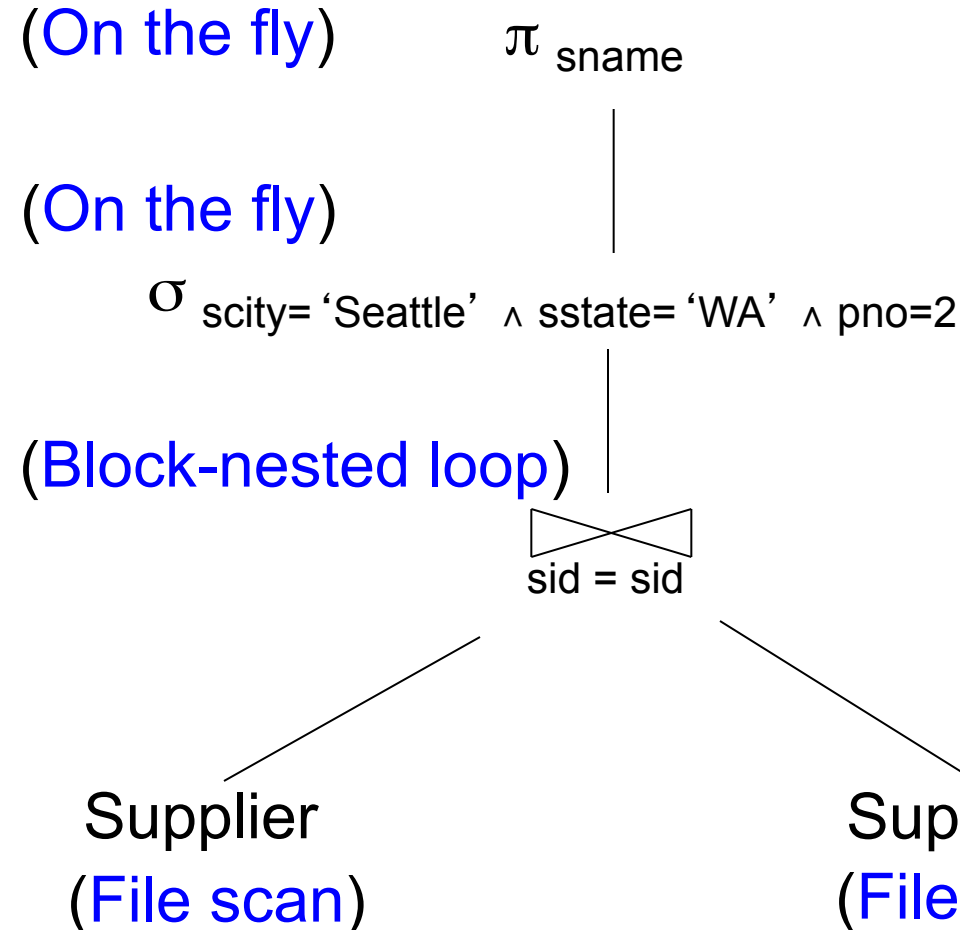 (On the fly) π sname
(On the fly)
σ scity= ‘Seattle’ ∧ sstate= ‘WA’ ∧ pno=2
(Block-nested loop)
sid = sid
Supplier Sup
(File scan) (File